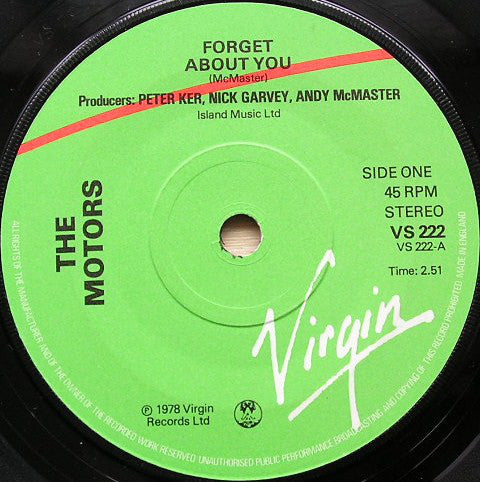 FORGET
ABOUT YOU
(McMaster)
Producers: PETER KER, NICK GARVEY, ANDY McMASTER
Island Music Ltd
THE
MOTORS
SIDE ONE
45 RPM
STEREO
VS 222
VS 222-A
Time: 2.51
Virgin
℗ 1978 Virgin
Records Ltd
ALL RIGHTS OF THE MANUFACTURER AND OF THE OWNER OF THE RECORDED WORK RESERVED UNAUTHORISED PUBLIC PERFORMANCE BROADCASTING AND COPYING OF THIS RECORD PROHIBITED MADE IN ENGLAND